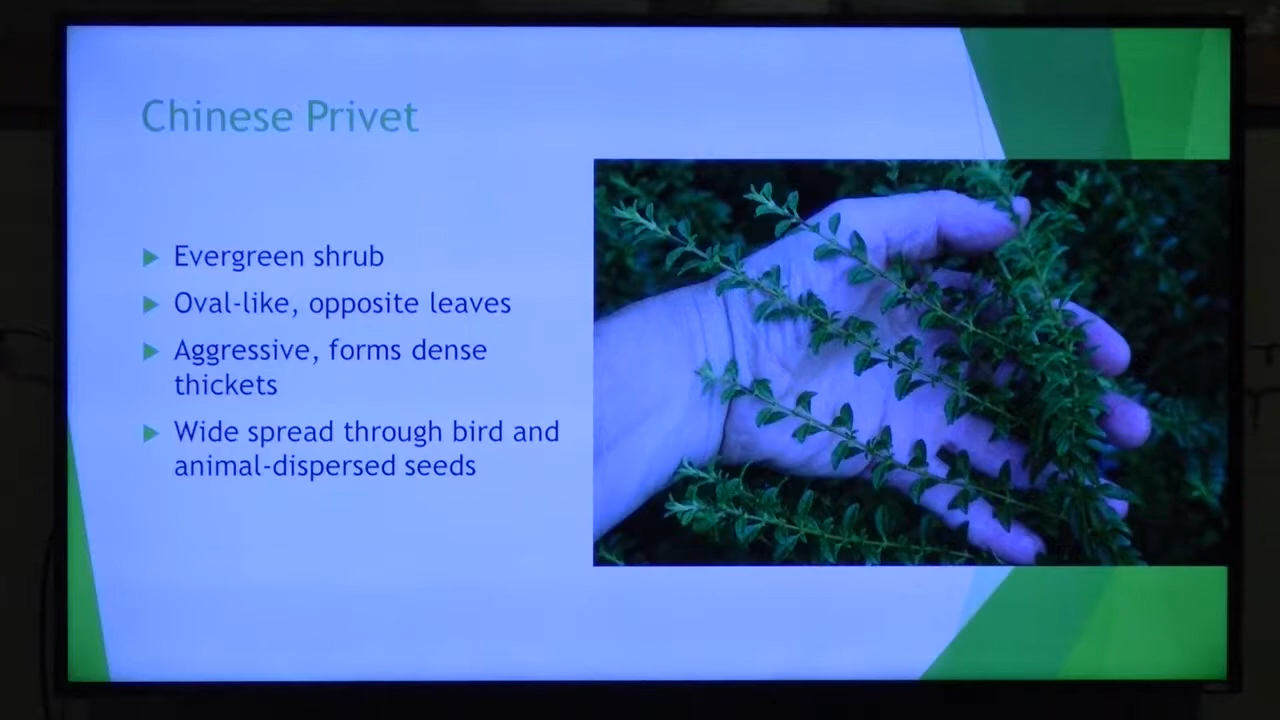 Chinese Privet
Evergreen shrub
Oval-like, opposite leaves
Aggressive, forms dense
thickets
Wide spread through bird and
animal-dispersed seeds